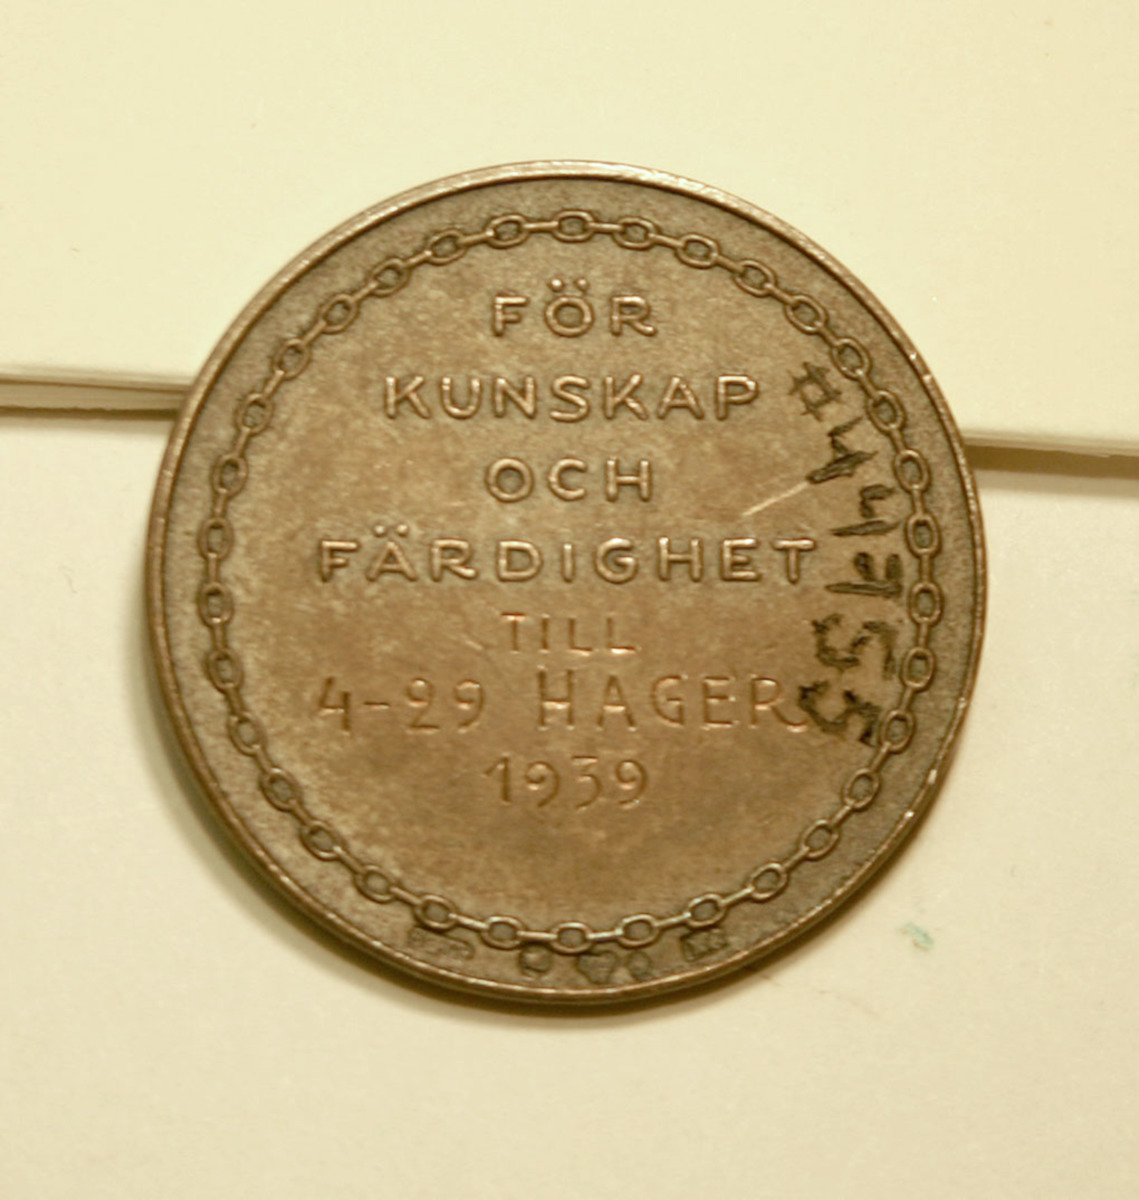 FÖR
KUNSKAP
OCH
FÄRDIGHET
TILL
4-29 HAGER
1939